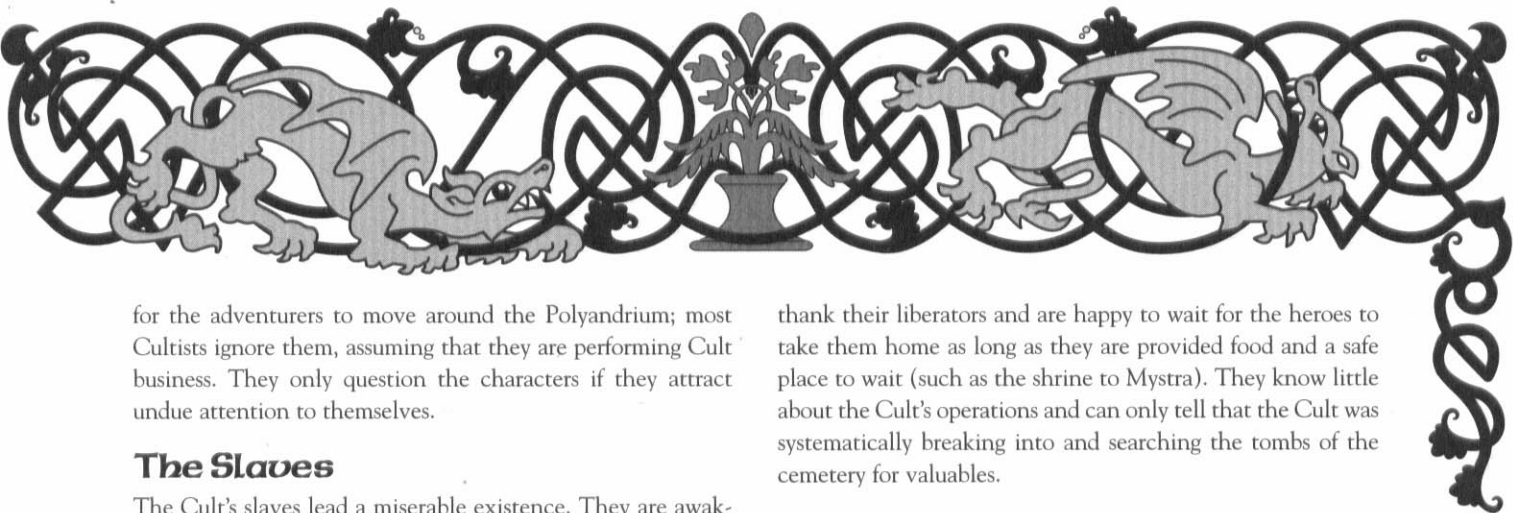 for the adventurers to move around the Polyandrium; most
Cultists ignore them, assuming that they are performing Cult
business. They only question the characters if they attract
undue attention to themselves.
The Slaves
The Cult's slaves lead a miserable existence. They are awak-
thank their liberators and are happy to wait for the heroes to
take them home as long as they are provided food and a safe
place to wait (such as the shrine to Mystra). They know little
about the Cult's operations and can only tell that the Cult was
systematically breaking into and searching the tombs of the
cemetery for valuables.